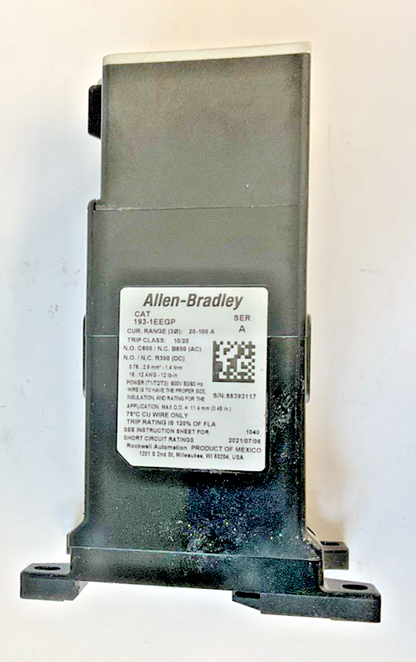 Allen-Bradley
CAT SER
193-1EEGP A
CUR. RANGE (3Ø): 20-100 A
TRIP CLASS: 10/20
N.O. C600 / N.C. B600 (AC)
N.O. / N.C. R300 (DC)
0.75...2.5 mm² - 1.4 N·m
18...12 AWG - 12 lb-in
POWER (T1/T2/T3): 600V 50/60 Hz
WIRE IS TO HAVE THE PROPER SIZE,
INSULATION, AND RATING FOR THE
S/N:88393117
APPLICATION. MAX O.D. = 11.4 mm (0.45 in.)
75°C CU WIRE ONLY
TRIP RATING IS 120% OF FLA
SEE INSTRUCTION SHEET FOR 1040
SHORT CIRCUIT RATINGS 2021/07/06
Rockwell Automation PRODUCT OF MEXICO
1201 S 2nd St, Milwaukee, WI 53204, USA